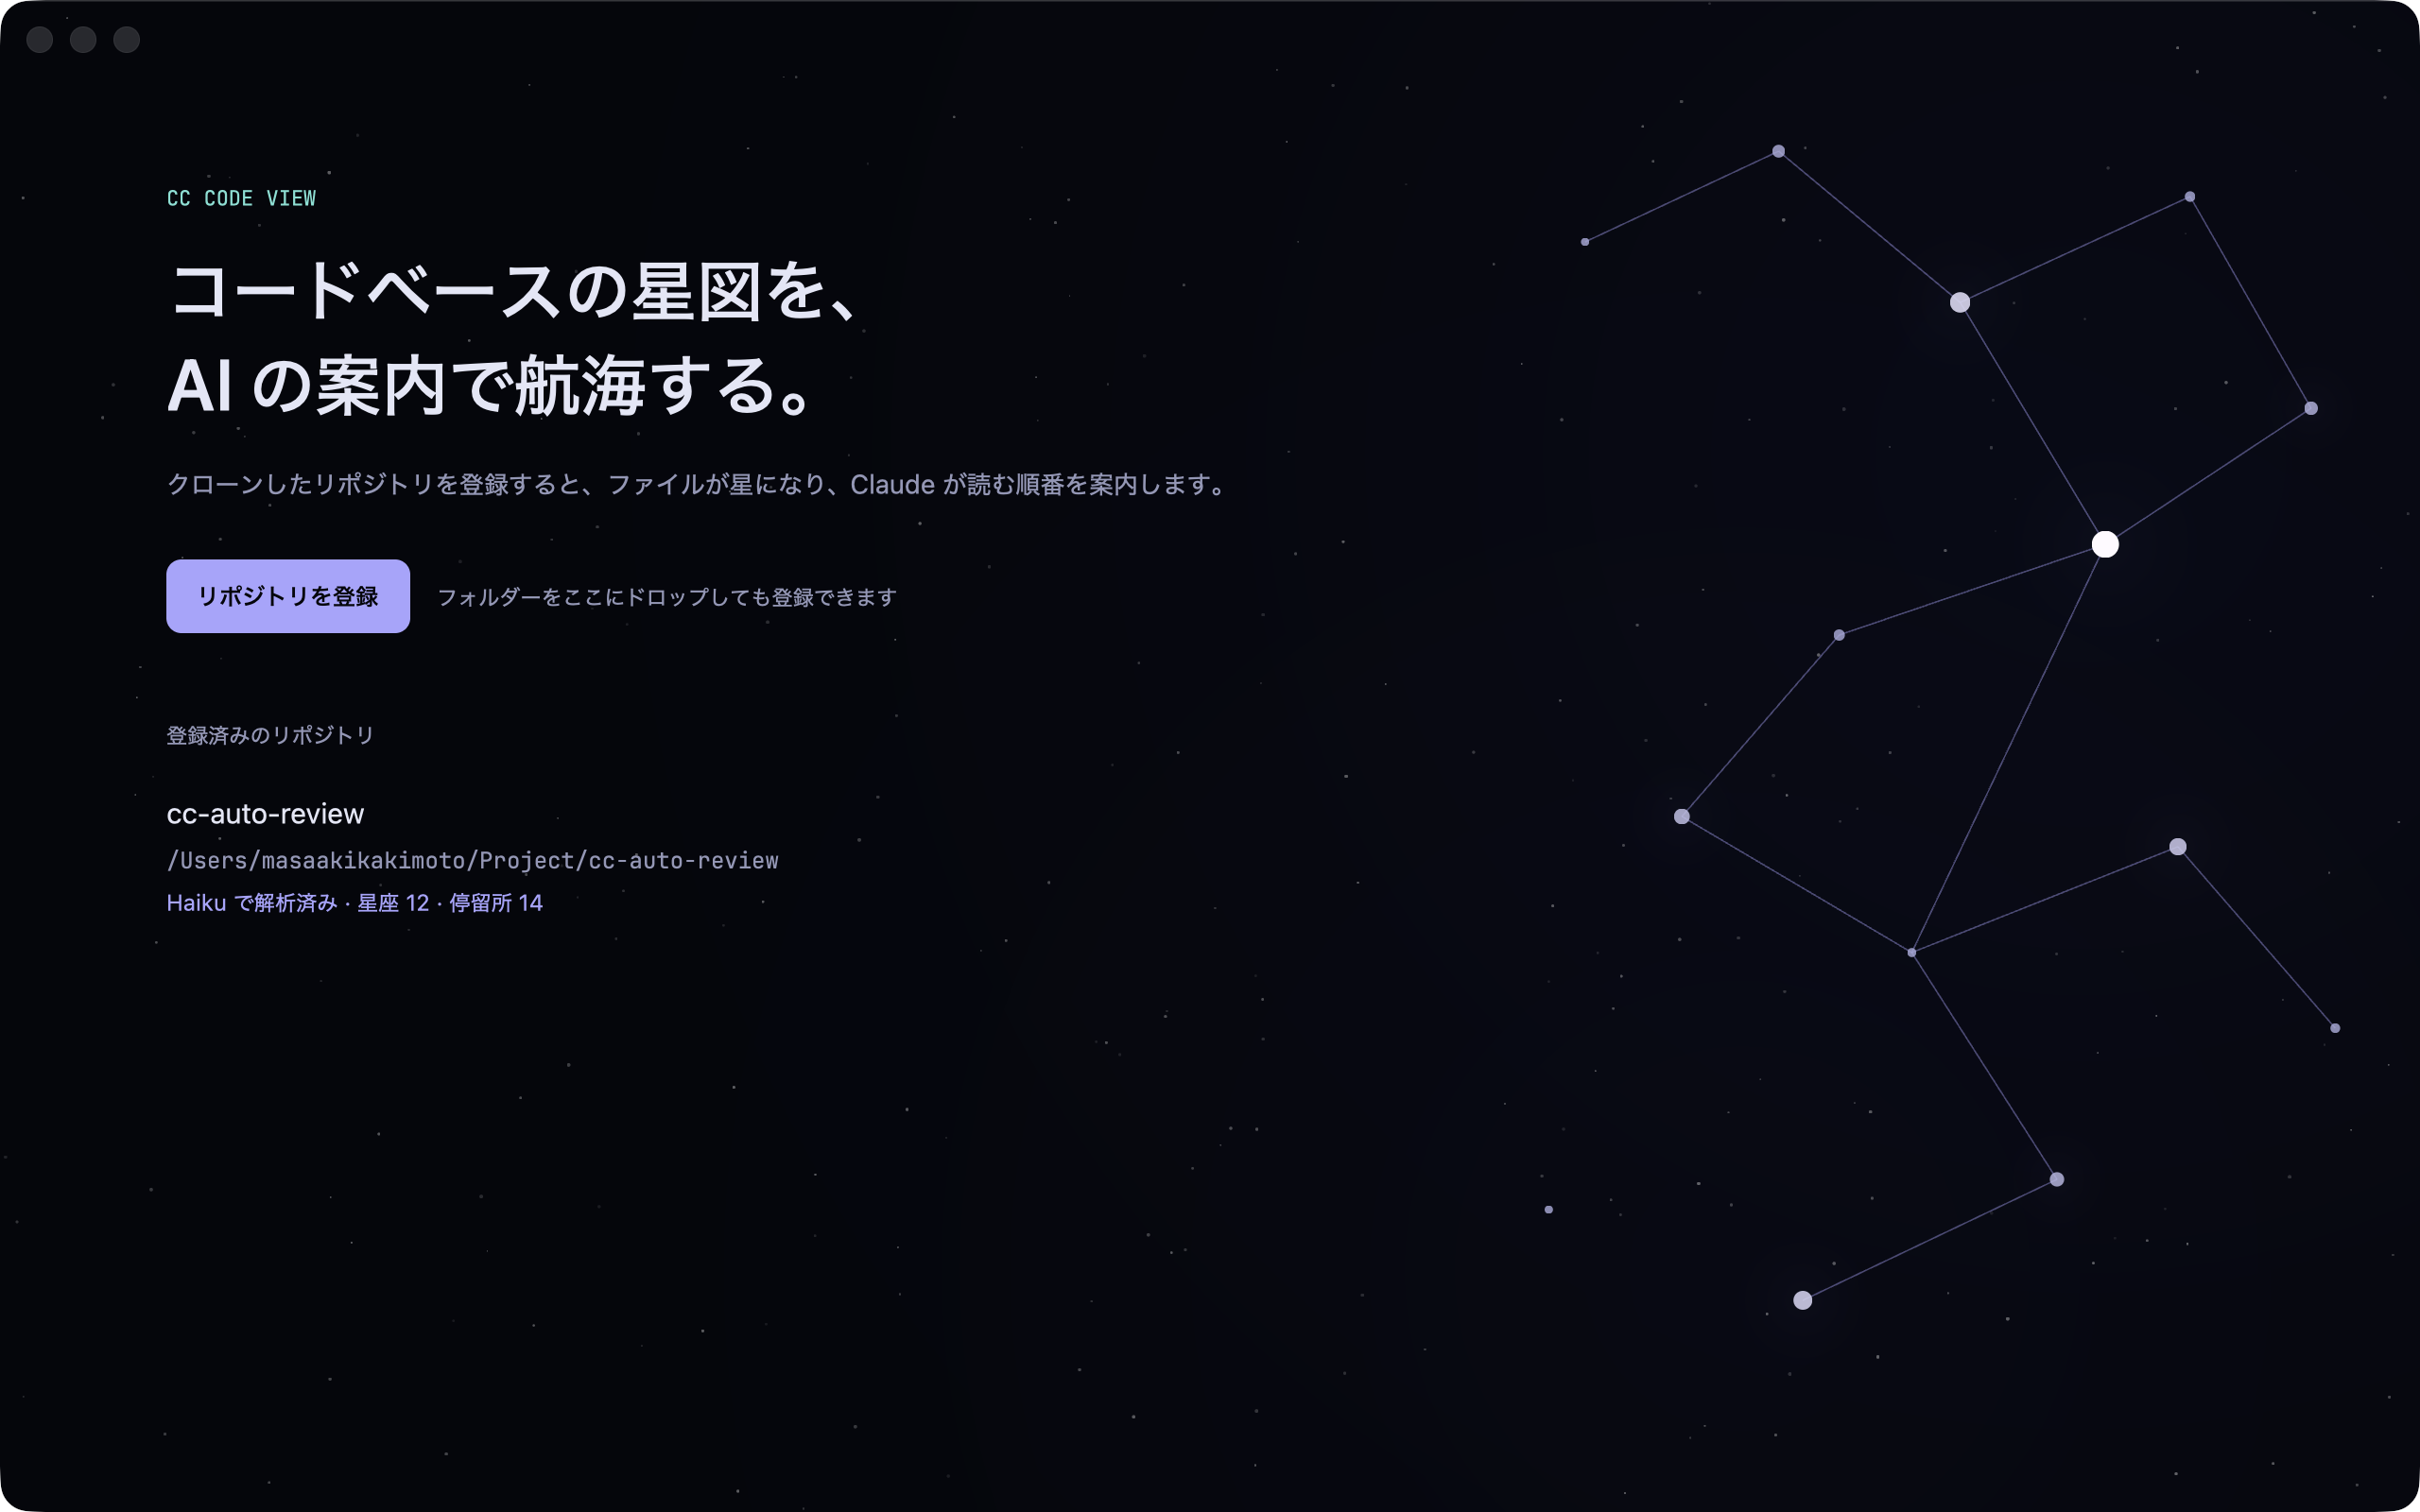 CC CODE VIEW
コードベースの星図を、
AI の案内で航海する。
クローンしたリポジトリを登録すると、ファイルが星になり、Claude が読む順番を案内します。
リポジトリを登録
フォルダーをここにドロップしても登録できます
登録済みのリポジトリ
cc-auto-review
/Users/masaakikakimoto/Project/cc-auto-review
Haiku で解析済み · 星座 12 · 停留所 14